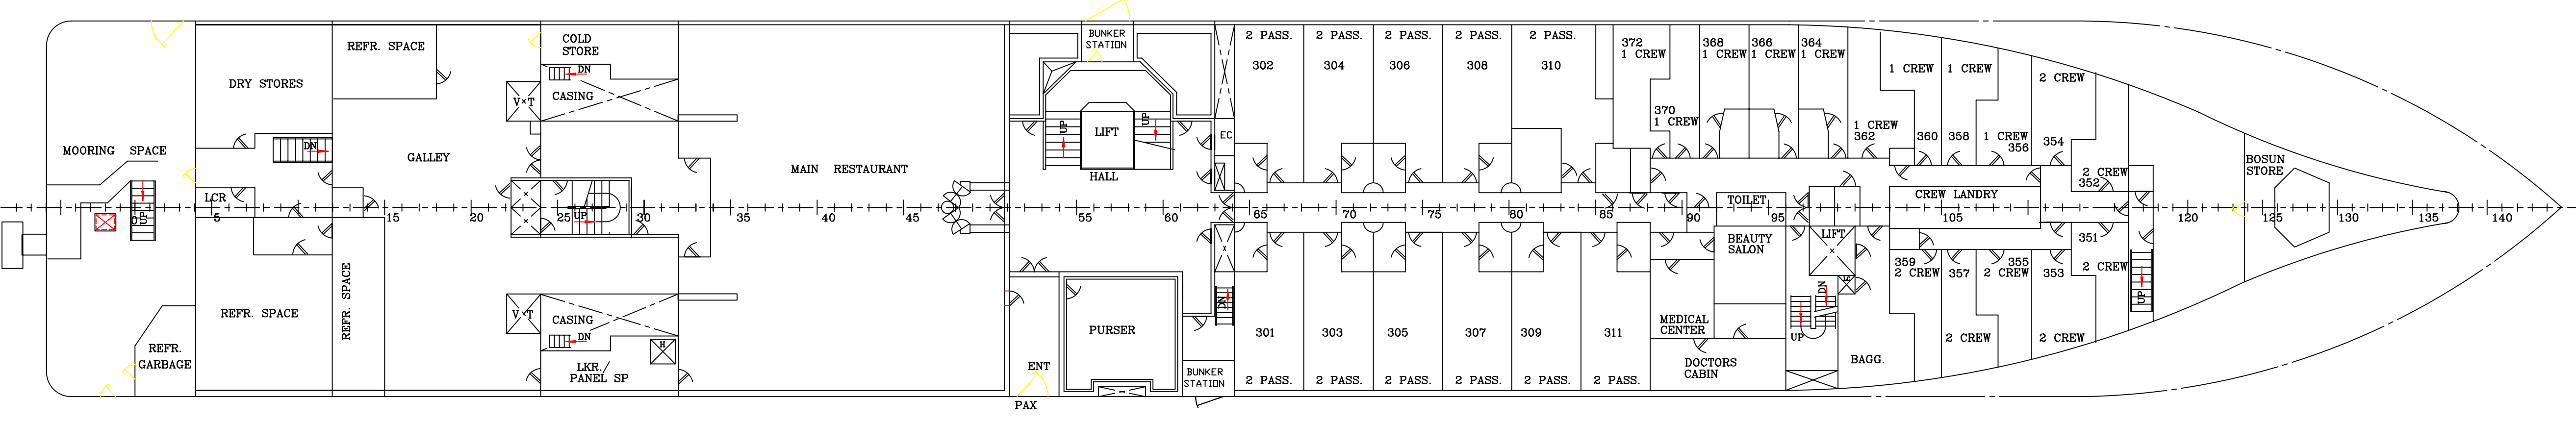 MOORING SPACE
REFR.
GARBAGE
UP
DRY STORES
REFR. SPACE
DN
LCR
REFR. SPACE
REFR. SPACE
GALLEY
COLD
STORE
DN
CASING
V×T
UP
V×T
CASING
DN
H
LKR./
PANEL SP
MAIN RESTAURANT
BUNKER
STATION
UP
LIFT
UP
HALL
EC
PURSER
ENT
PAX
DN
BUNKER
STATION
5
15
20
25
30
35
40
45
55
60
65
70
75
80
85
90
95
105
120
125
130
135
140
2 PASS.
302
2 PASS.
304
2 PASS.
306
2 PASS.
308
2 PASS.
310
301
2 PASS.
303
2 PASS.
305
2 PASS.
307
2 PASS.
309
2 PASS.
311
2 PASS.
372
1 CREW
370
1 CREW
368
1 CREW
366
1 CREW
364
1 CREW
1 CREW
362
1 CREW
360
1 CREW
358
1 CREW
356
2 CREW
354
2 CREW
352
TOILET
CREW LANDRY
BEAUTY
SALON
LIFT
MEDICAL
CENTER
DOCTORS
CABIN
DN
UP
BAGG.
359
2 CREW
357
2 CREW
355
2 CREW
353
2 CREW
351
2 CREW
UP
BOSUN
STORE